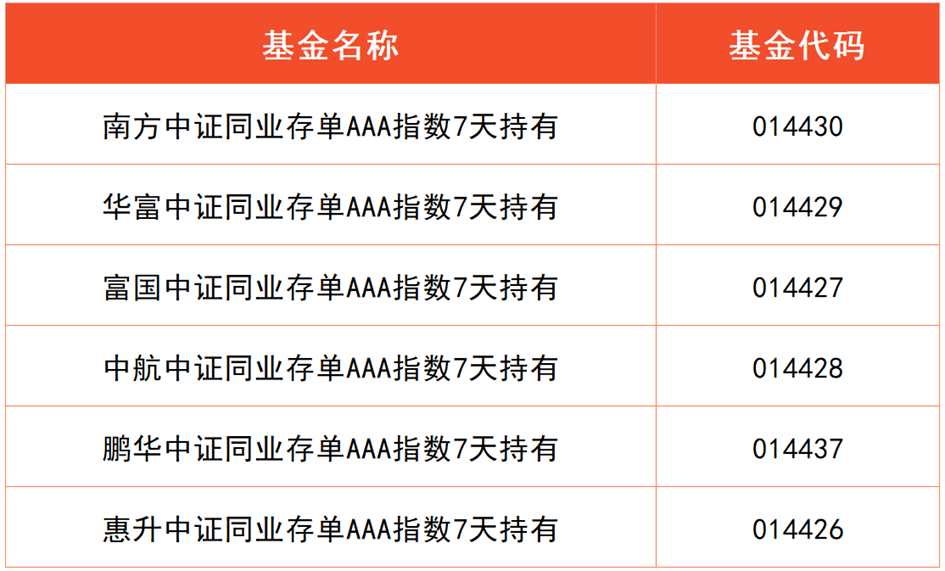 基金名称 基金代码
南方中证同业存单AAA指数7天持有 014430
华富中证同业存单AAA指数7天持有 014429
富国中证同业存单AAA指数7天持有 014427
中航中证同业存单AAA指数7天持有 014428
鹏华中证同业存单AAA指数7天持有 014437
惠升中证同业存单AAA指数7天持有 014426